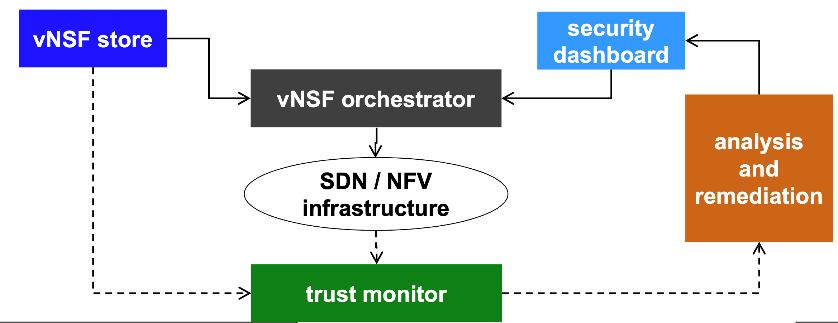 vNSF store
security
dashboard
vNSF orchestrator
analysis
and
remediation
SDN / NFV
infrastructure
trust monitor